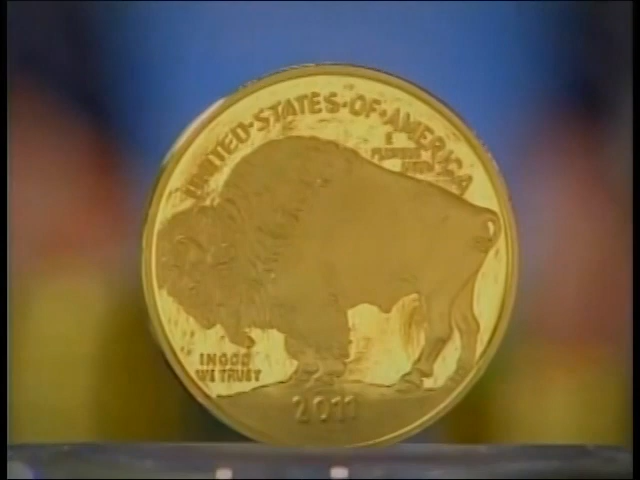 UNITED·STATES·OF·AMERICA
E
PLURIBUS
UNUM
IN GOD
WE TRUST
2011